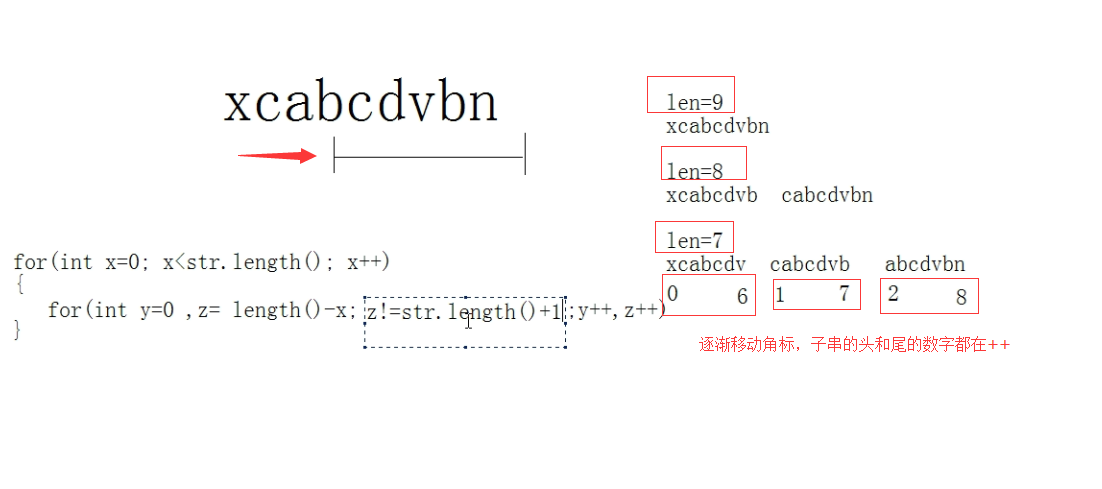 xcabcdvbn
len=9
xcabcdvbn
len=8
xcabcdvb cabcdvbn
len=7
xcabcdv cabcdvb abcdvbn
0 6 1 7 2 8
逐渐移动角标，子串的头和尾的数字都在++
for(int x=0; x<str.length(); x++)
{
for(int y=0 ,z= length()-x; z!=str.length()+1;y++,z++)
}